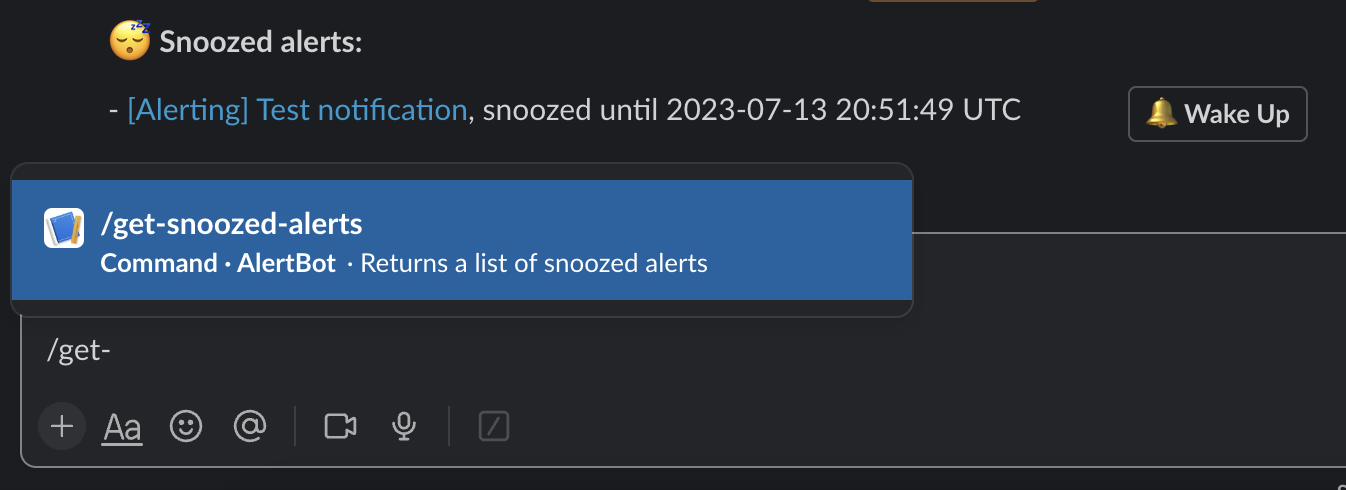 Snoozed alerts:
- [Alerting] Test notification, snoozed until 2023-07-13 20:51:49 UTC
Wake Up
/get-snoozed-alerts
Command · AlertBot · Returns a list of snoozed alerts
/get-
Aa